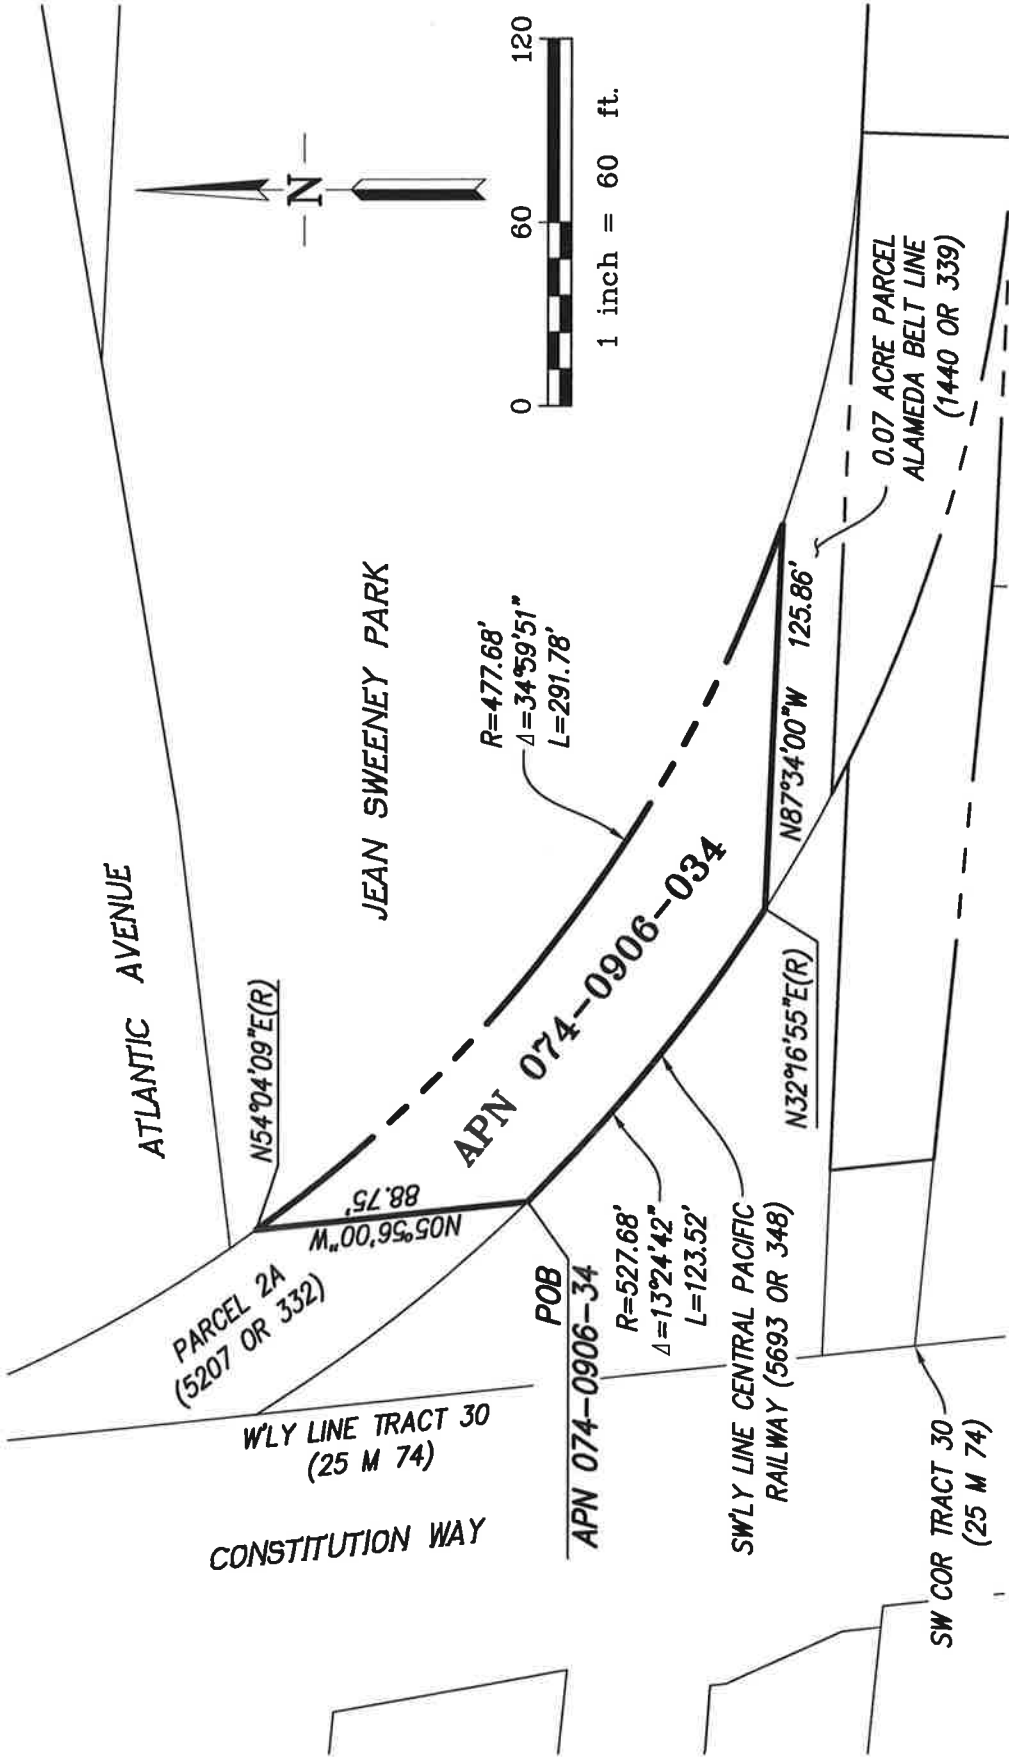 ATLANTIC AVENUE
N
0 60 120
1 inch = 60 ft.
JEAN SWEENEY PARK
N54°04'09"E(R)
R=477.68'
Δ=34°59'51"
L=291.78'
PARCEL 2A
(5207 OR 332)
N05°56'00"W
88.75'
APN 074-0906-034
W'LY LINE TRACT 30
(25 M 74)
CONSTITUTION WAY
POB
APN 074-0906-34
R=527.68'
Δ=13°24'42"
L=123.52'
SW'LY LINE CENTRAL PACIFIC
RAILWAY (5693 OR 348)
N32°16'55"E(R)
N87°34'00"W 125.86'
0.07 ACRE PARCEL
ALAMEDA BELT LINE
(1440 OR 339)
SW COR TRACT 30
(25 M 74)